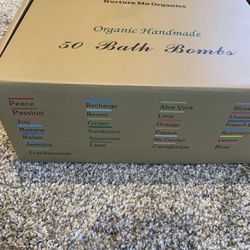 Nurture Me Organics
Organic Handmade
50 Bath Bombs
Peace
Passion
Joy
Renew
Relax
Jasmine
Frankincense
Recharge
Revive
Ginger
Eucalyptus
Spearmint
Lime
Aloe Vera
Lime
Orange
Papaya
Cantaloupe
Lemon
Rose